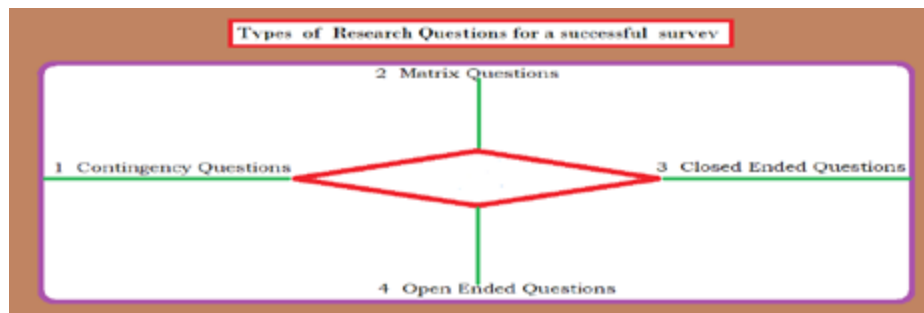 Types of Research Questions for a successful survey
2 Matrix Questions
1 Contingency Questions
3 Closed Ended Questions
4 Open Ended Questions